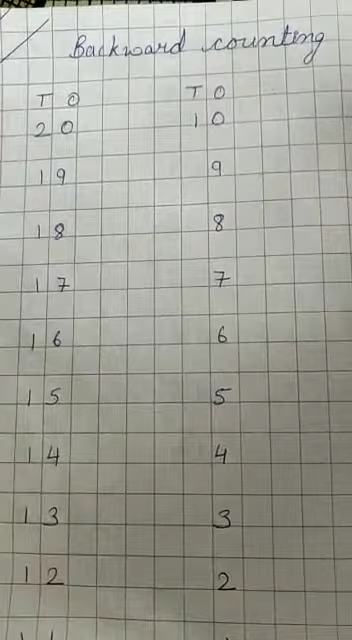 Backward counting
T O T O
2 0 1 0
1 9 9
1 8 8
1 7 7
1 6 6
1 5 5
1 4 4
1 3 3
1 2 2